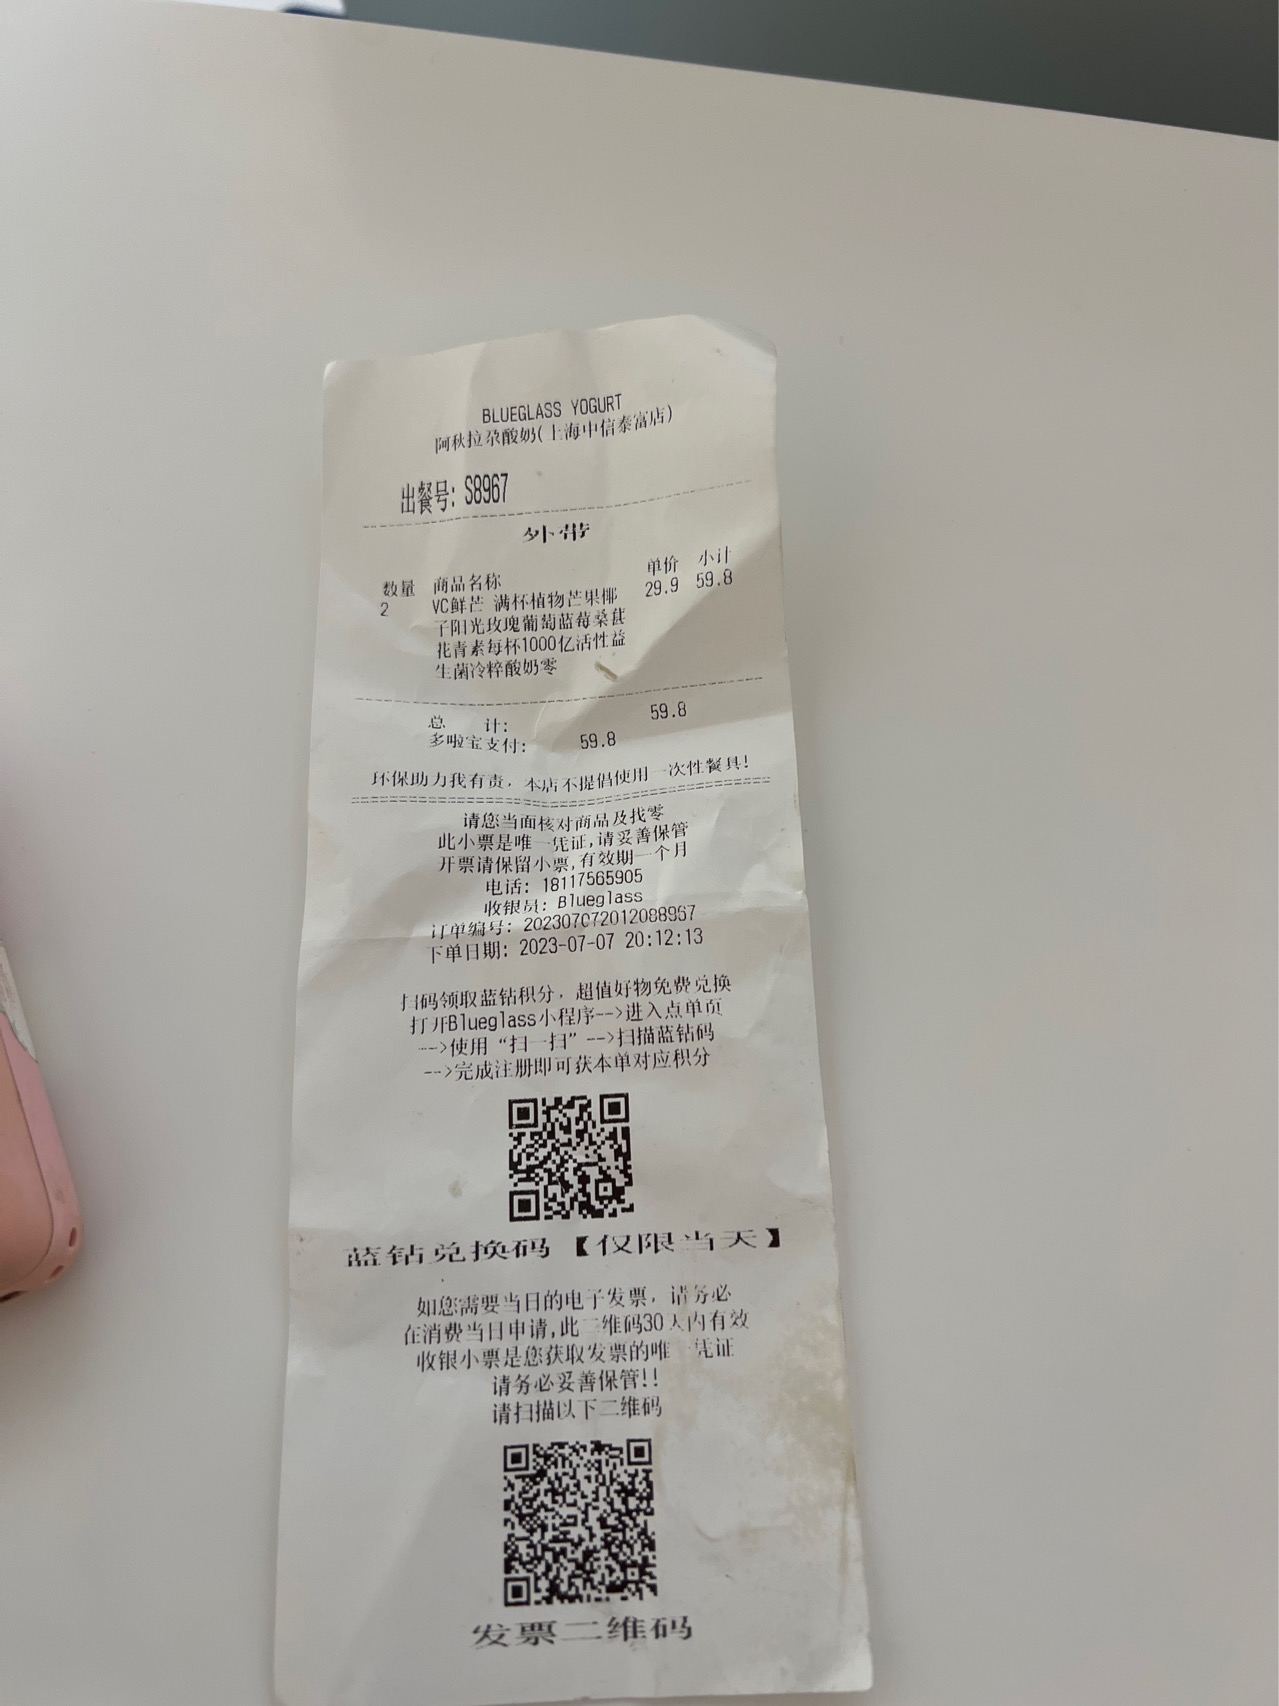 BLUEGLASS YOGURT
阿秋拉尕酸奶(上海中信泰富店)
出餐号: S8967
外带
数量 商品名称 单价 小计
2 VC鲜芒 满杯植物芒果椰 29.9 59.8
子阳光玫瑰葡萄蓝莓桑葚
花青素每杯1000亿活性益
生菌冷粹酸奶零
总 计: 59.8
多啦宝支付: 59.8
环保助力我有责，本店不提倡使用一次性餐具!
请您当面核对商品及找零
此小票是唯一凭证,请妥善保管
开票请保留小票,有效期一个月
电话: 18117565905
收银员: Blueglass
订单编号: 202307072012088967
下单日期: 2023-07-07 20:12:13
扫码领取蓝钻积分，超值好物免费兑换
打开Blueglass小程序-->进入点单页
-->使用“扫一扫”-->扫描蓝钻码
-->完成注册即可获本单对应积分
蓝钻兑换码【仅限当天】
如您需要当日的电子发票，请务必
在消费当日申请,此二维码30天内有效
收银小票是您获取发票的唯一凭证
请务必妥善保管!!
请扫描以下二维码
发票二维码